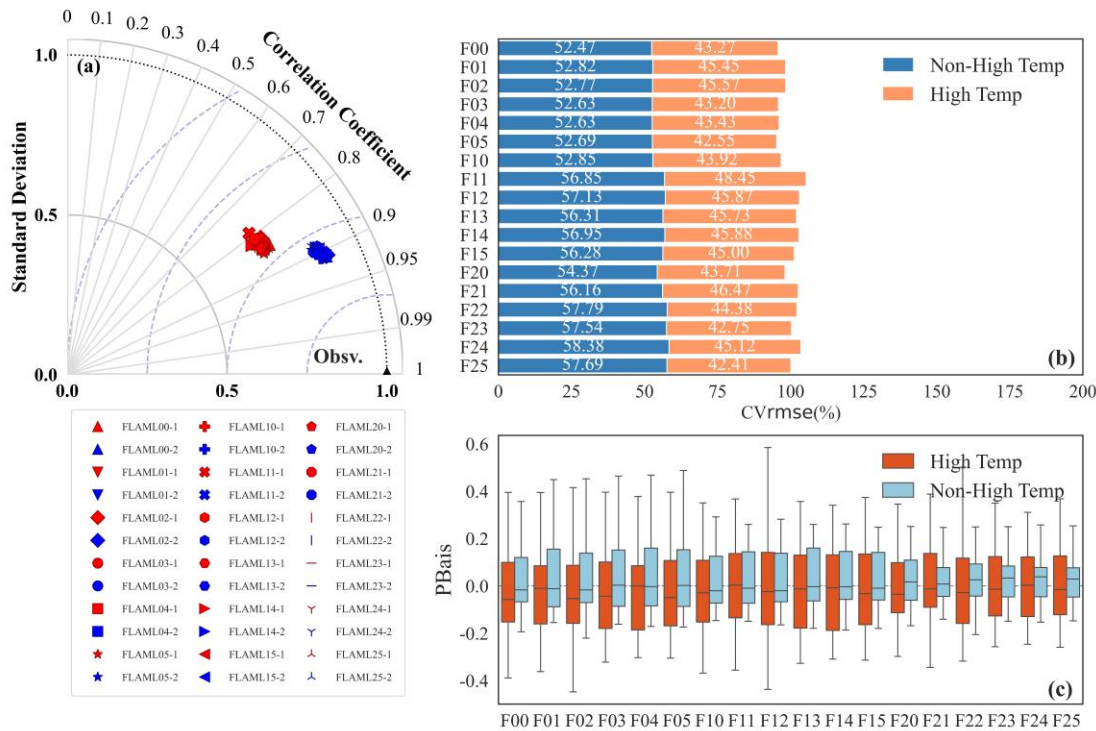 (a)
0 0.1 0.2 0.3 0.4 0.5 0.6 0.7 0.8 0.9 0.95 0.99 1
Correlation Coefficient
Standard Deviation
1.0
0.5
0.0
Obsv.
0.0 0.5 1.0
FLAML00-1 FLAML10-1 FLAML20-1
FLAML00-2 FLAML10-2 FLAML20-2
FLAML01-1 FLAML11-1 FLAML21-1
FLAML01-2 FLAML11-2 FLAML21-2
FLAML02-1 FLAML12-1 FLAML22-1
FLAML02-2 FLAML12-2 FLAML22-2
FLAML03-1 FLAML13-1 FLAML23-1
FLAML03-2 FLAML13-2 FLAML23-2
FLAML04-1 FLAML14-1 FLAML24-1
FLAML04-2 FLAML14-2 FLAML24-2
FLAML05-1 FLAML15-1 FLAML25-1
FLAML05-2 FLAML15-2 FLAML25-2
F00 52.47 43.27
F01 52.82 45.45
F02 52.77 45.57
F03 52.63 43.20
F04 52.63 43.43
F05 52.69 42.55
F10 52.85 43.92
F11 56.85 48.45
F12 57.13 45.87
F13 56.31 45.73
F14 56.95 45.88
F15 56.28 45.00
F20 54.37 43.71
F21 56.16 46.47
F22 57.79 44.38
F23 57.54 42.75
F24 58.38 45.12
F25 57.69 42.41
Non-High Temp
High Temp
(b)
0 25 50 75 100 125 150 175 200
CVrmse(%)
PBais
0.6
0.4
0.2
0.0
-0.2
-0.4
High Temp
Non-High Temp
(c)
F00 F01 F02 F03 F04 F05 F10 F11 F12 F13 F14 F15 F20 F21 F22 F23 F24 F25